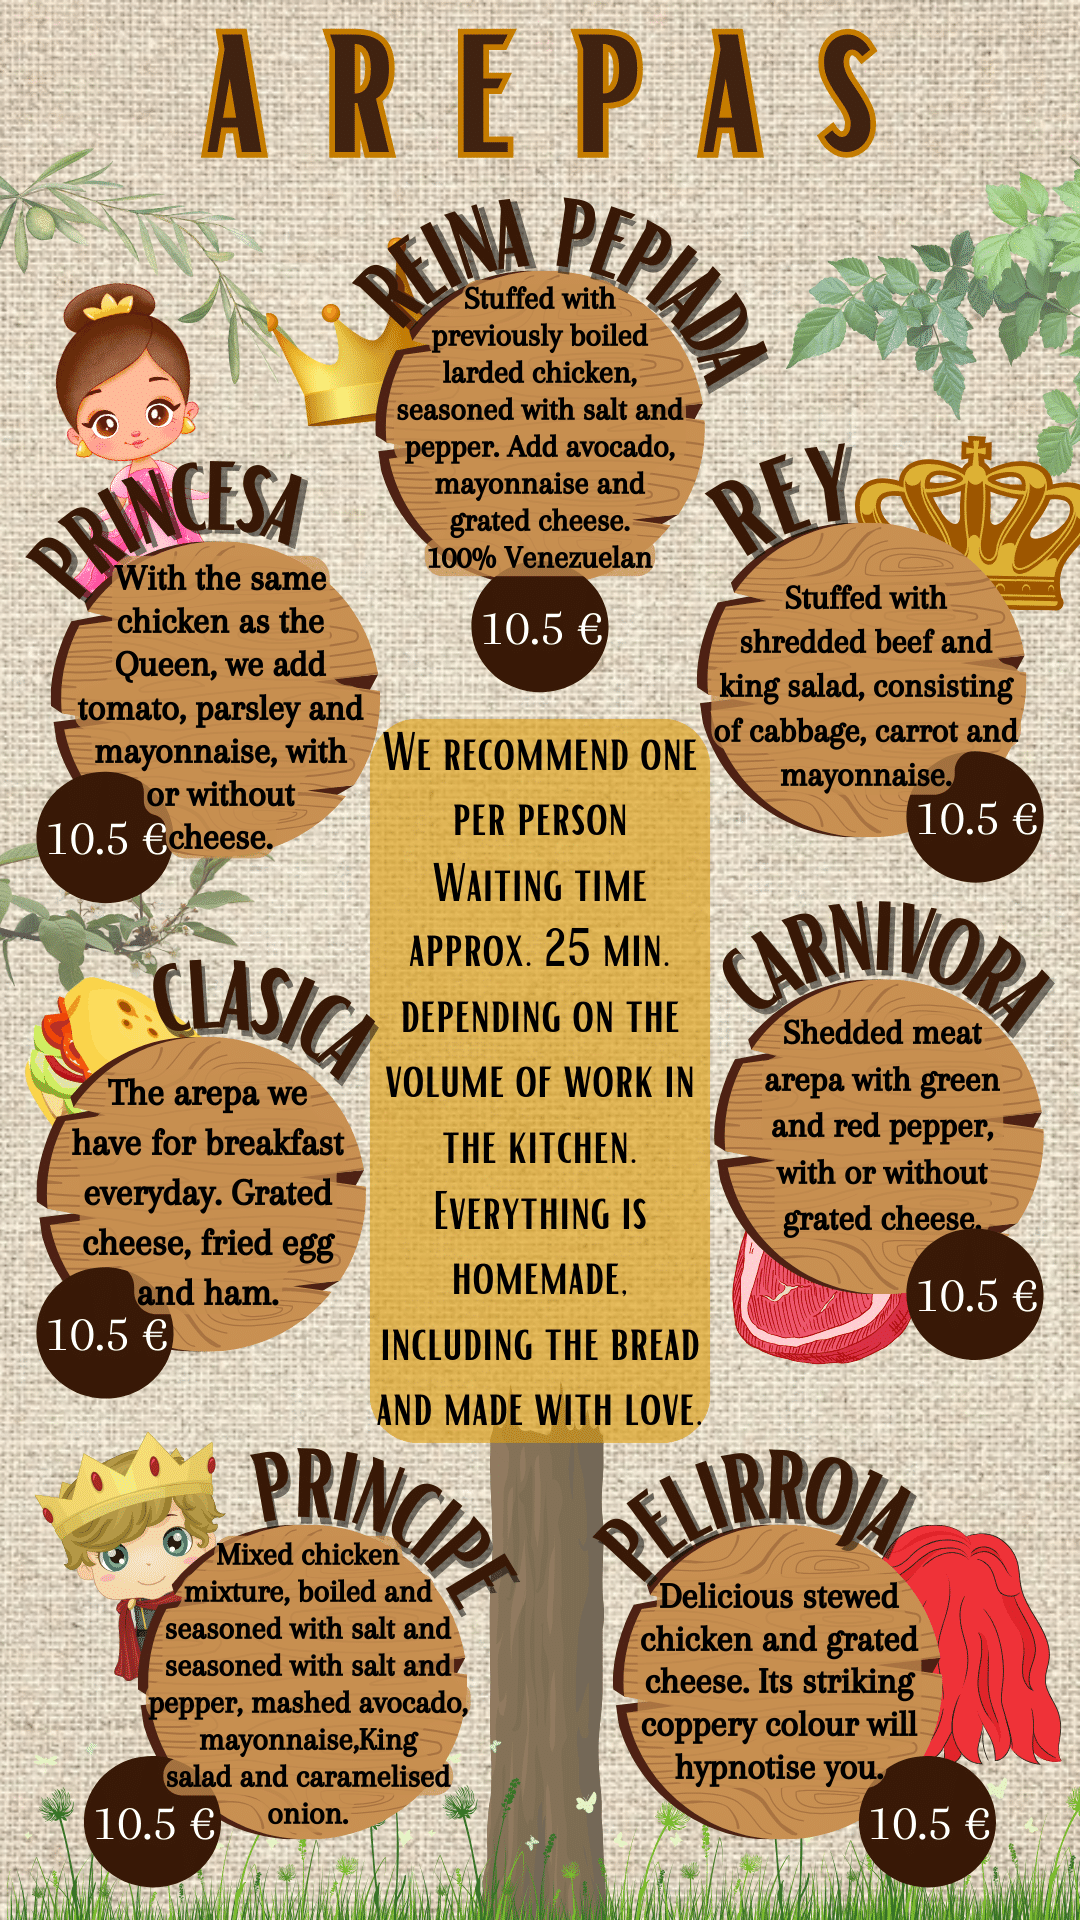 AREPAS
REINA PEPIADA
Stuffed with
previously boiled
larded chicken,
seasoned with salt and
pepper. Add avocado,
mayonnaise and
grated cheese.
100% Venezuelan
10.5 €
PRINCESA
With the same
chicken as the
Queen, we add
tomato, parsley and
mayonnaise, with
or without
cheese.
10.5 €
REY
Stuffed with
shredded beef and
king salad, consisting
of cabbage, carrot and
mayonnaise.
10.5 €
WE RECOMMEND ONE
PER PERSON
WAITING TIME
APPROX. 25 MIN.
DEPENDING ON THE
VOLUME OF WORK IN
THE KITCHEN.
EVERYTHING IS
HOMEMADE,
INCLUDING THE BREAD
AND MADE WITH LOVE.
CLASICA
The arepa we
have for breakfast
everyday. Grated
cheese, fried egg
and ham.
10.5 €
CARNIVORA
Shedded meat
arepa with green
and red pepper,
with or without
grated cheese.
10.5 €
PRINCIPE
Mixed chicken
mixture, boiled and
seasoned with salt and
seasoned with salt and
pepper, mashed avocado,
mayonnaise,King
salad and caramelised
onion.
10.5 €
PELIRROJA
Delicious stewed
chicken and grated
cheese. Its striking
coppery colour will
hypnotise you.
10.5 €